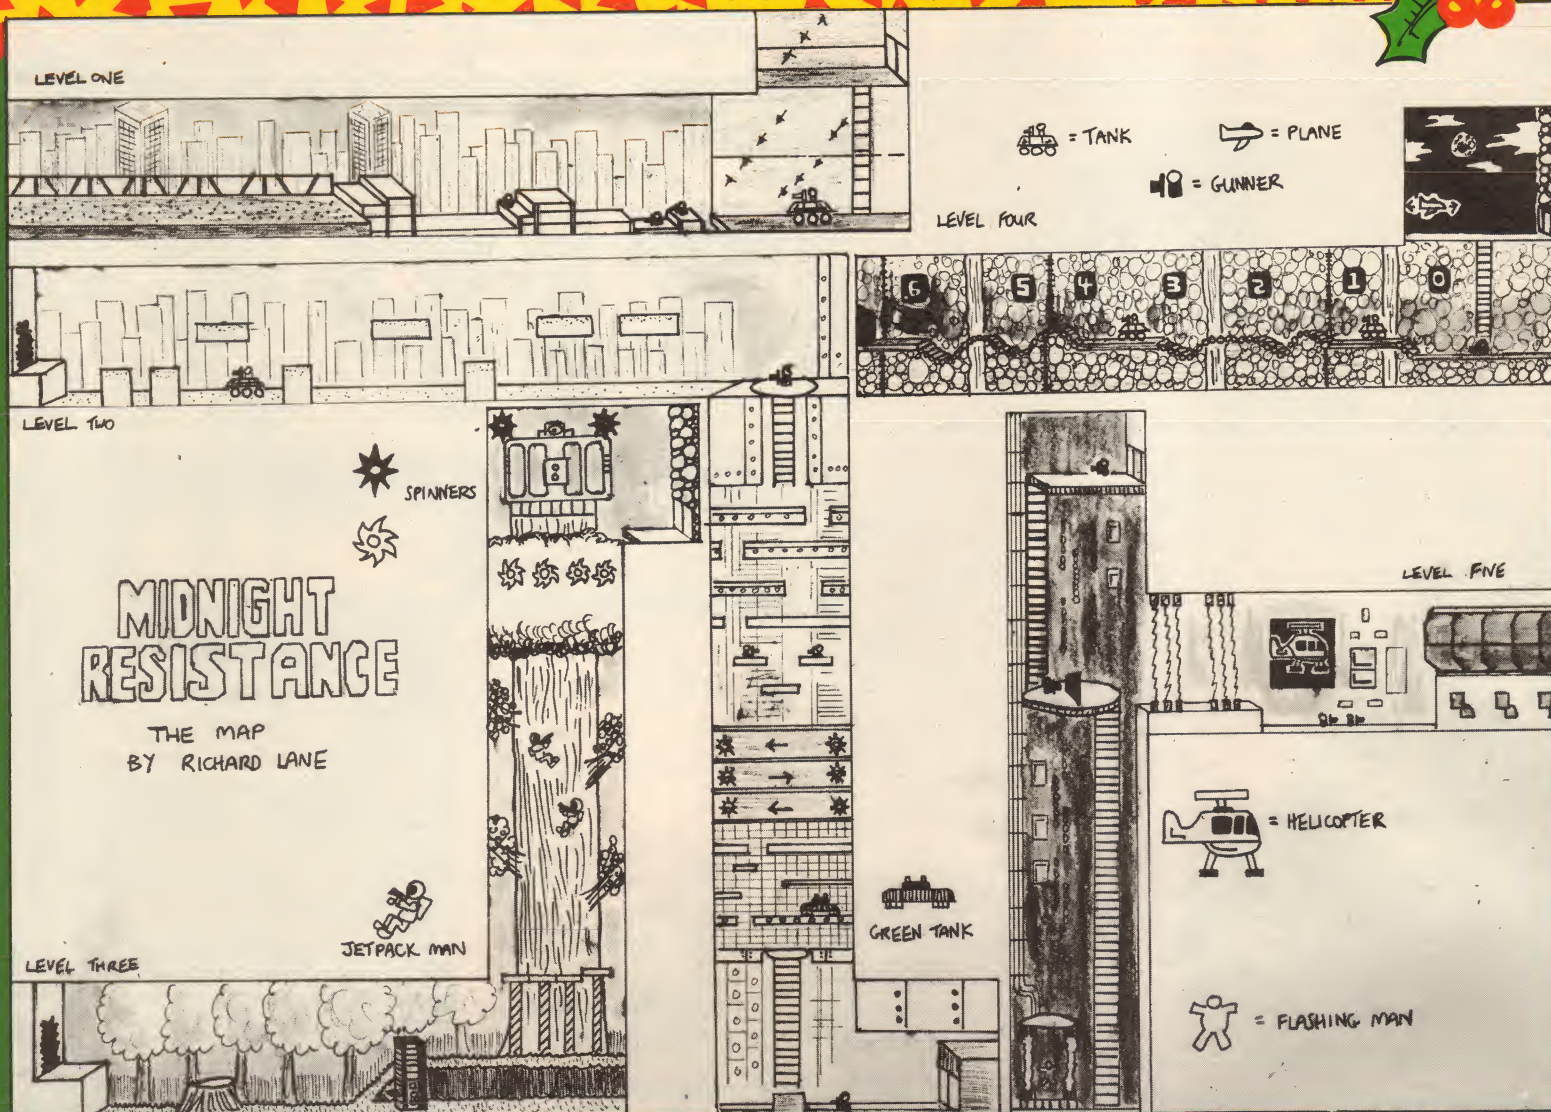 LEVEL ONE
= TANK
= PLANE
= GUNNER
LEVEL FOUR
6 5 4 3 2 1 0
LEVEL TWO
SPINNERS
LEVEL FIVE
MIDNIGHT
RESISTANCE
THE MAP
BY RICHARD LANE
= HELICOPTER
GREEN TANK
JETPACK MAN
LEVEL THREE
= FLASHING MAN